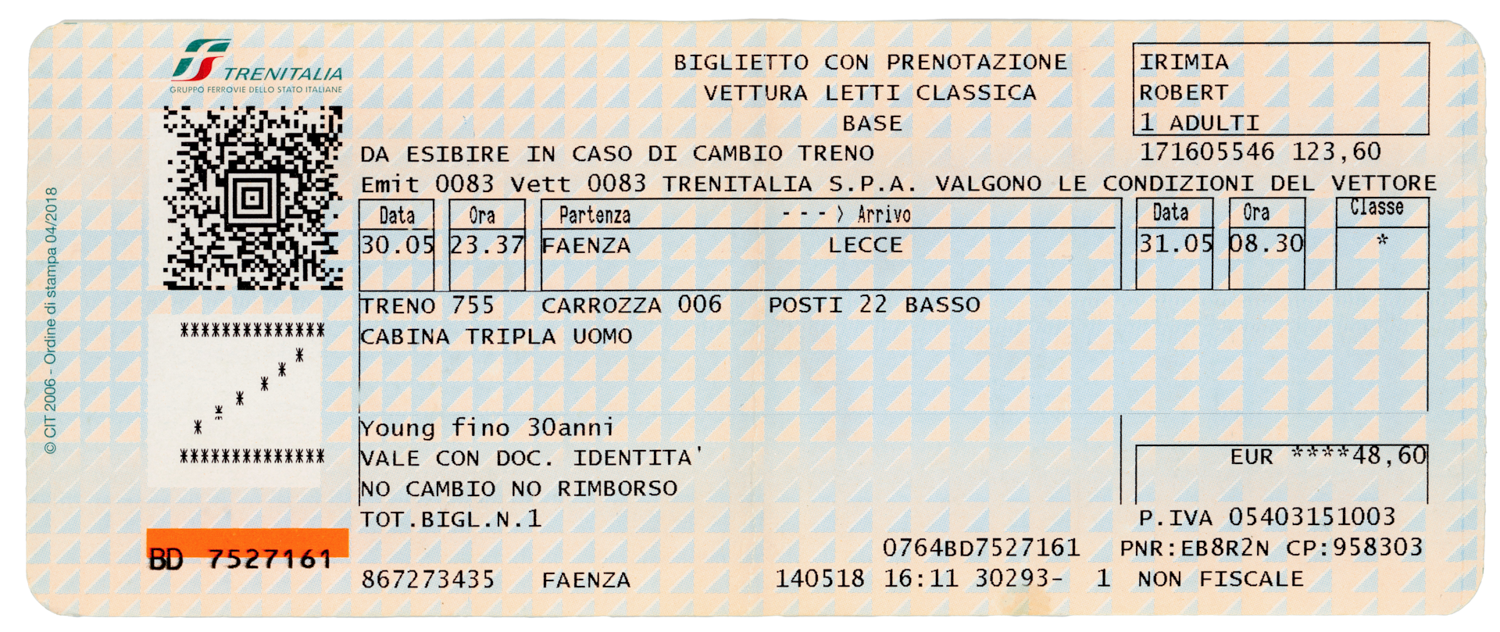 TRENITALIA
GRUPPO FERROVIE DELLO STATO ITALIANE
BIGLIETTO CON PRENOTAZIONE
VETTURA LETTI CLASSICA
BASE
IRIMIA
ROBERT
1 ADULTI
DA ESIBIRE IN CASO DI CAMBIO TRENO
171605546 123,60
Emit 0083 Vett 0083 TRENITALIA S.P.A. VALGONO LE CONDIZIONI DEL VETTORE
Data Ora Partenza - - - > Arrivo Data Ora Classe
30.05 23.37 FAENZA LECCE 31.05 08.30 *
TRENO 755 CARROZZA 006 POSTI 22 BASSO
CABINA TRIPLA UOMO
**************
* * * * * *
**************
Young fino 30anni
VALE CON DOC. IDENTITA'
EUR ****48,60
NO CAMBIO NO RIMBORSO
TOT.BIGL.N.1
P.IVA 05403151003
BD 7527161
0764BD7527161 PNR:EB8R2N CP:958303
867273435 FAENZA 140518 16:11 30293- 1 NON FISCALE
© CIT 2006 - Ordine di stampa 04/2018